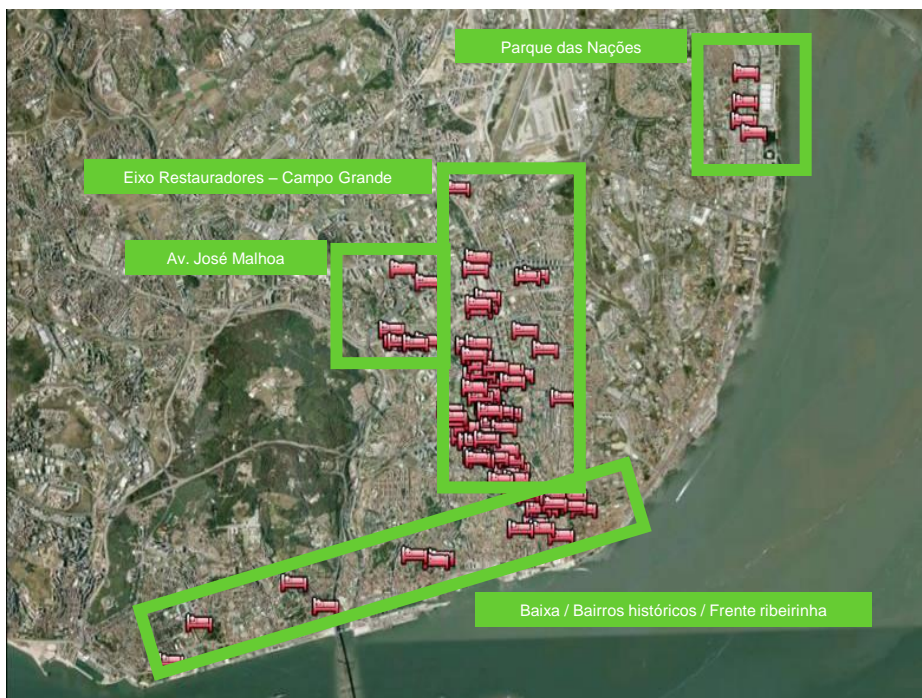 Parque das Nações
Eixo Restauradores – Campo Grande
Av. José Malhoa
Baixa / Bairros históricos / Frente ribeirinha